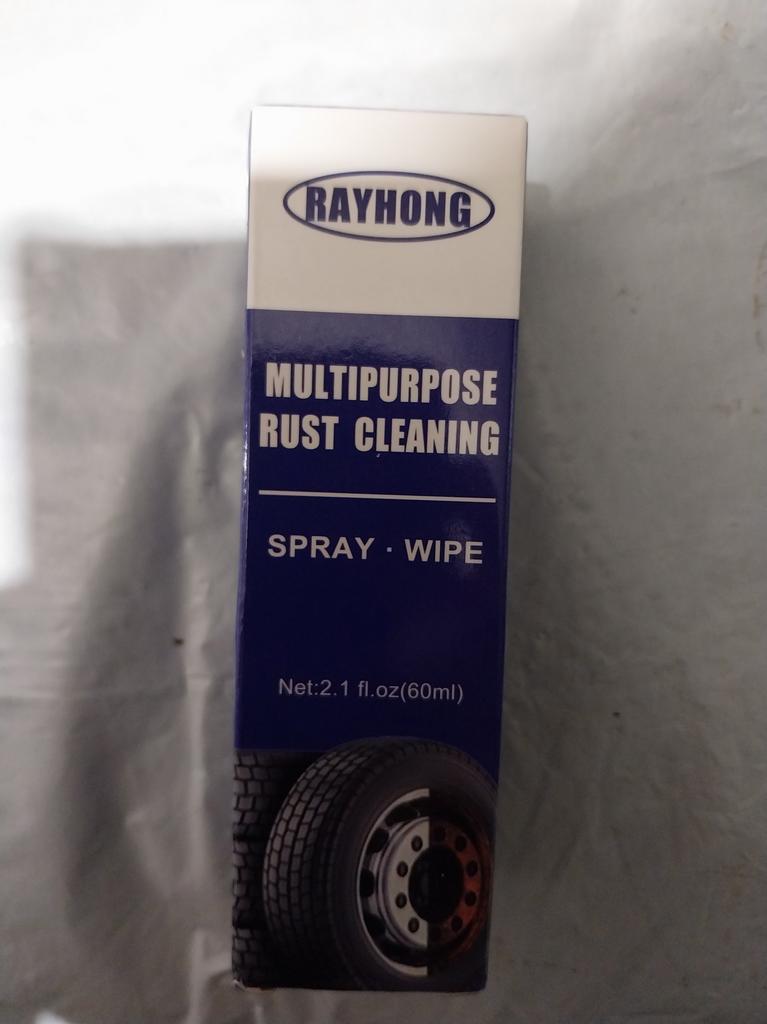 RAYHONG
MULTIPURPOSE
RUST CLEANING
SPRAY · WIPE
Net:2.1 fl.oz(60ml)